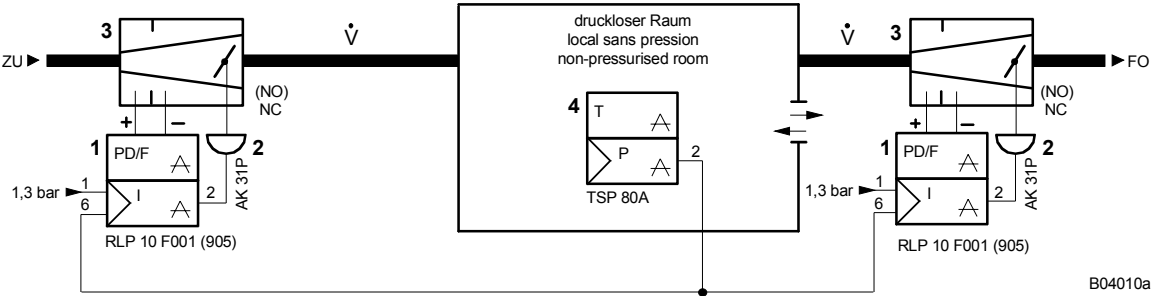 3
V̇
druckloser Raum
local sans pression
non-pressurised room
V̇
3
ZU
FO
(NO)
NC
(NO)
NC
4
T
P
2
TSP 80A
+
−
1
PD/F
2
AK 31P
1,3 bar
1
I
2
6
RLP 10 F001 (905)
+
−
1
PD/F
2
AK 31P
1,3 bar
1
I
2
6
RLP 10 F001 (905)
B04010a